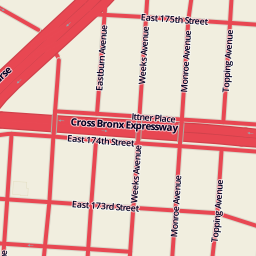 East 175th Street
Eastburn Avenue
Weeks Avenue
Monroe Avenue
Topping Avenue
Ittner Place
Cross Bronx Expressway
East 174th Street
Weeks Avenue
Monroe Avenue
Topping Avenue
East 173rd Street